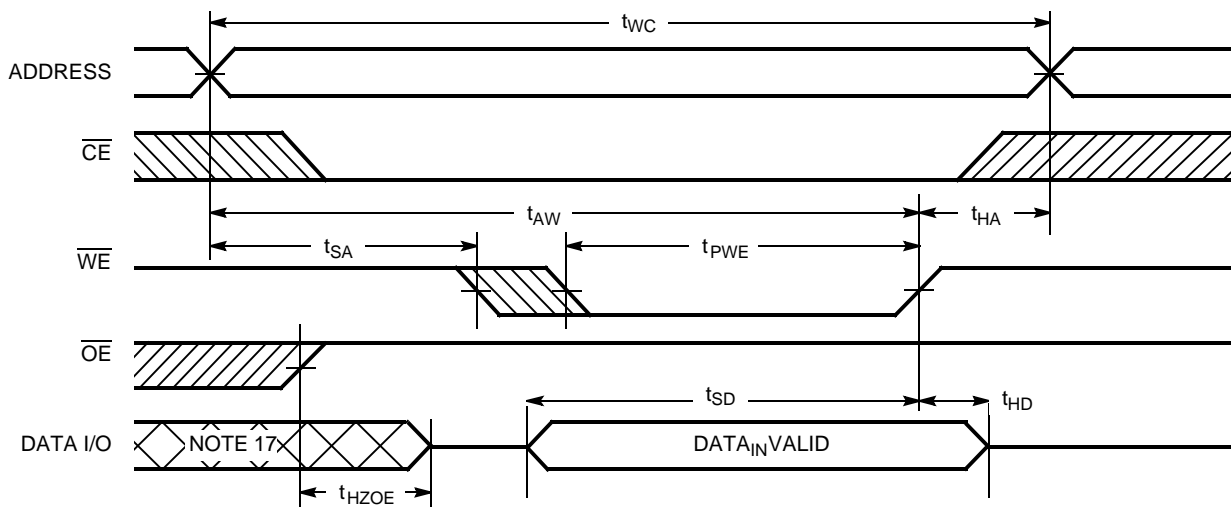 tWC
ADDRESS
CE
tAW
tHA
tSA
tPWE
WE
OE
tSD
tHD
DATA I/O
NOTE 17
DATAINVALID
tHZOE